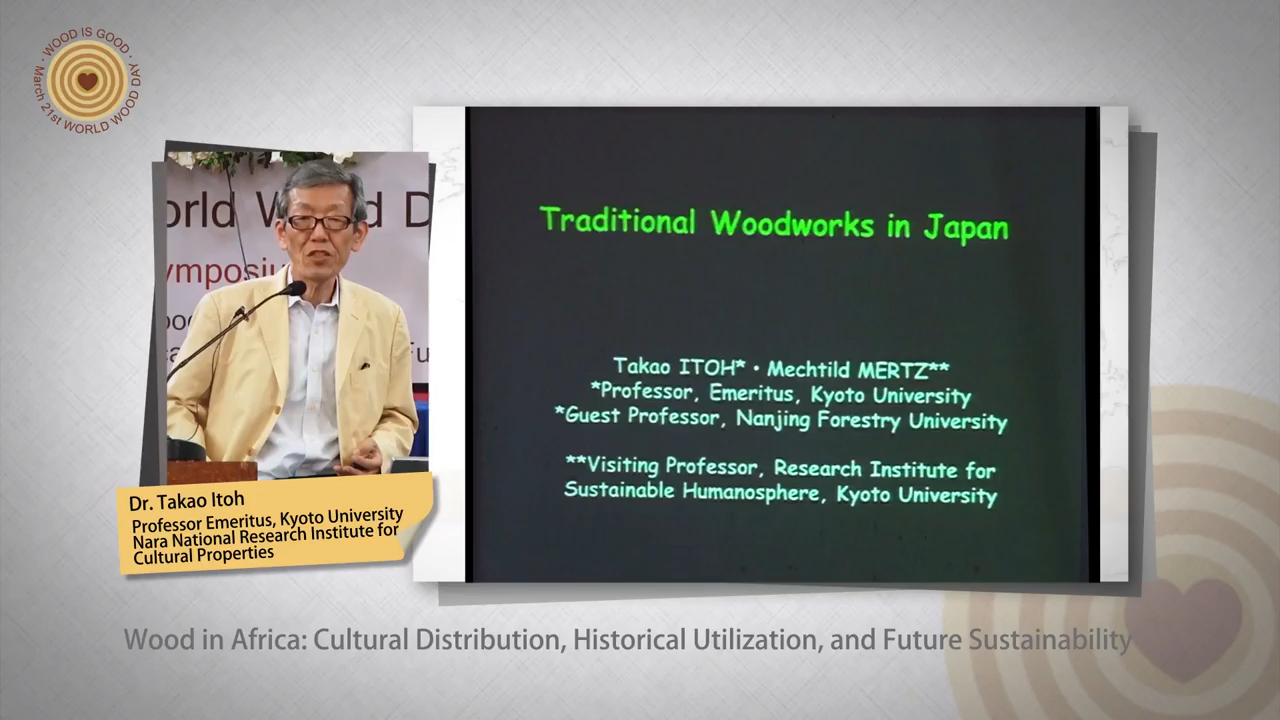 WOOD IS GOOD
March 21st WORLD WOOD DAY
orld W d D
ymposiu
Traditional Woodworks in Japan
Takao ITOH* • Mechtild MERTZ**
*Professor, Emeritus, Kyoto University
*Guest Professor, Nanjing Forestry University
**Visiting Professor, Research Institute for
Sustainable Humanosphere, Kyoto University
Dr. Takao Itoh
Professor Emeritus, Kyoto University
Nara National Research Institute for
Cultural Properties
Wood in Africa: Cultural Distribution, Historical Utilization, and Future Sustainability